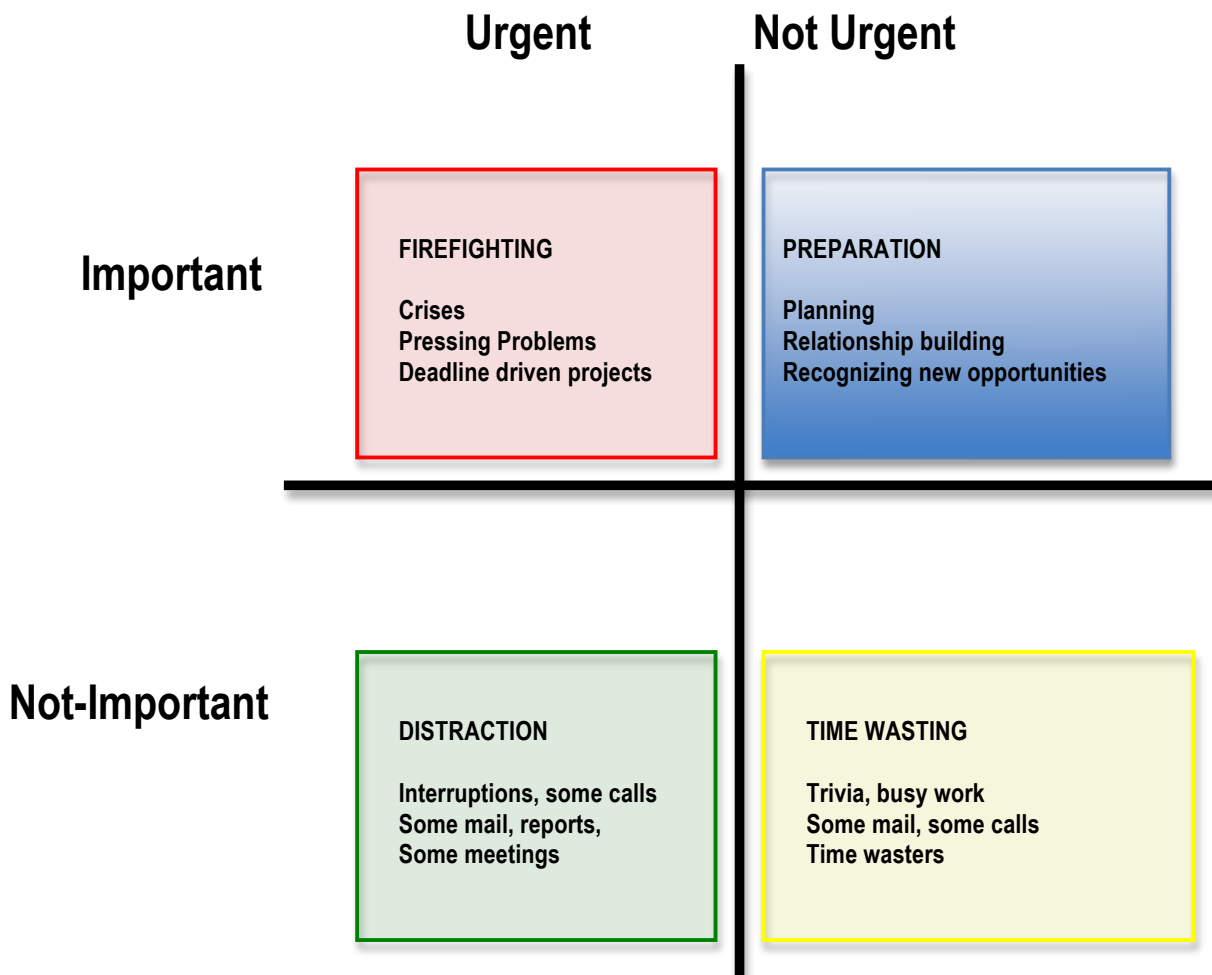 Urgent
Not Urgent
Important
FIREFIGHTING
Crises
Pressing Problems
Deadline driven projects
PREPARATION
Planning
Relationship building
Recognizing new opportunities
Not-Important
DISTRACTION
Interruptions, some calls
Some mail, reports,
Some meetings
TIME WASTING
Trivia, busy work
Some mail, some calls
Time wasters